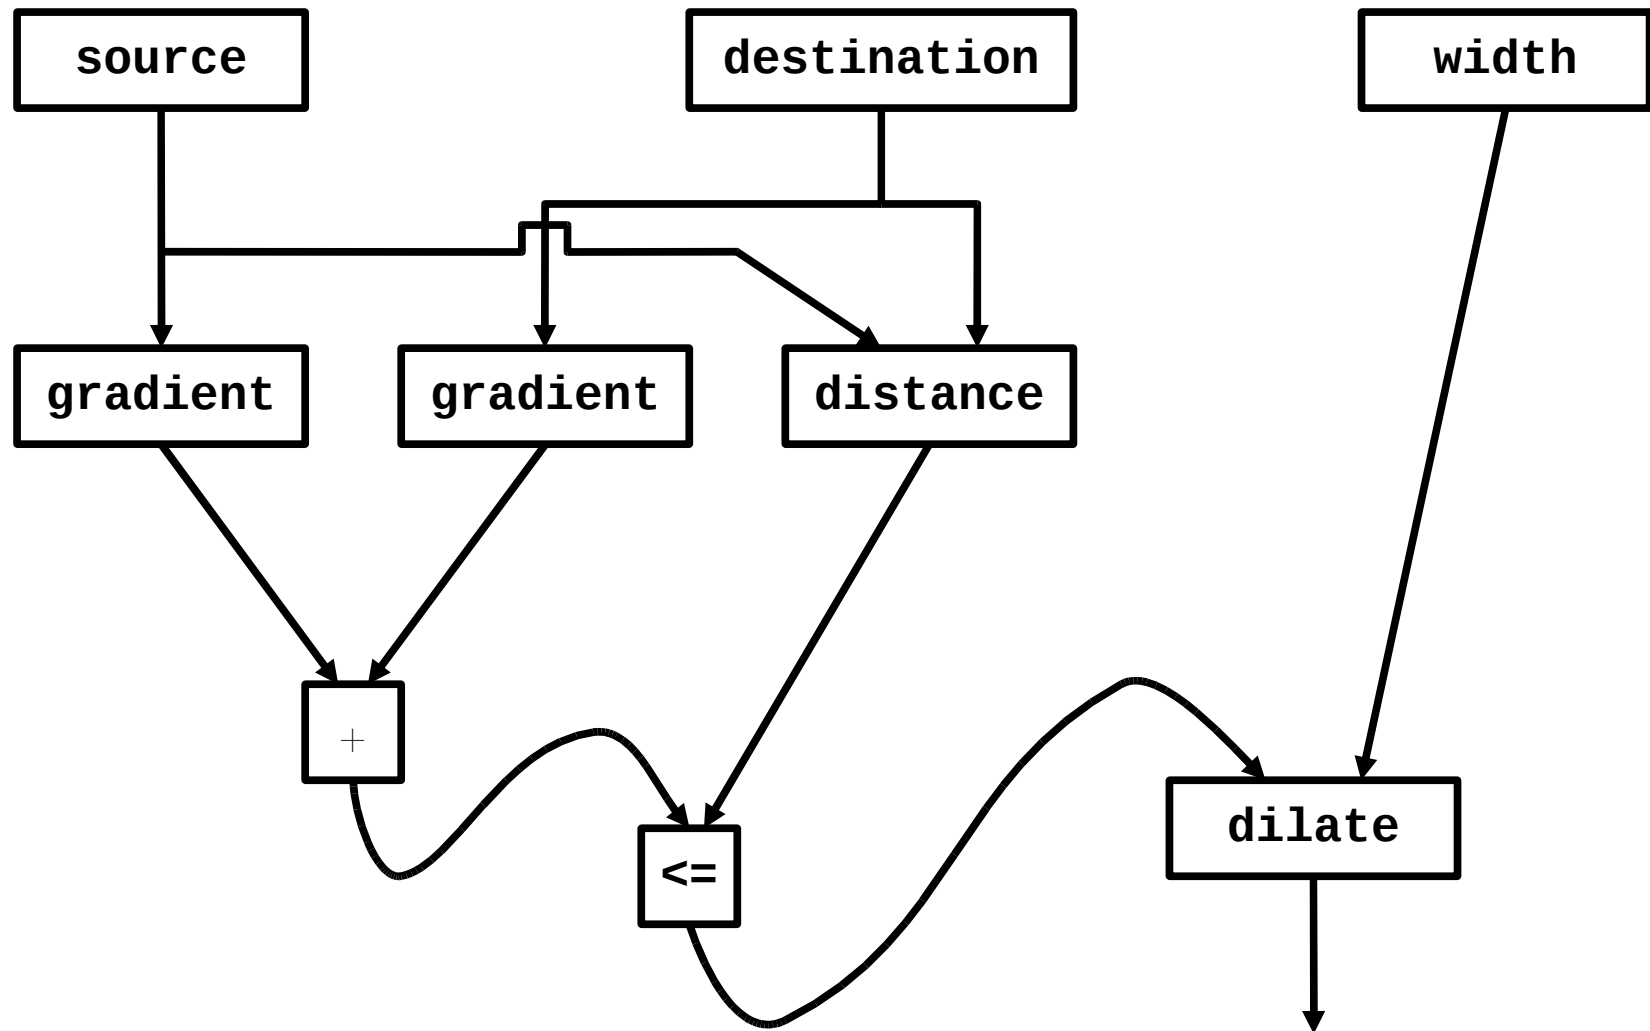 source
destination
width
gradient
gradient
distance
+
<=
dilate